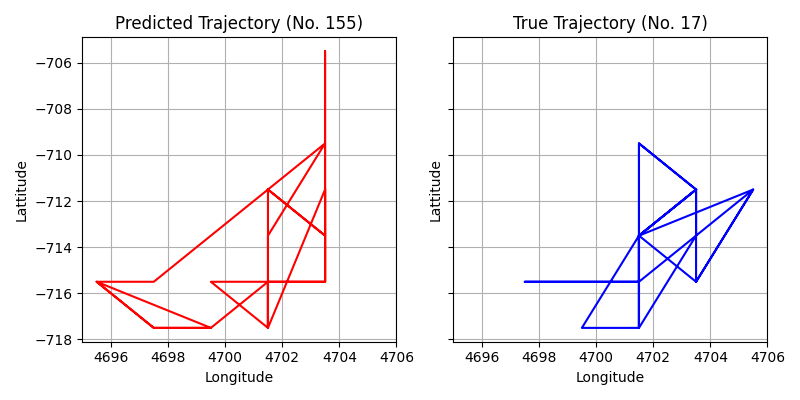 Predicted Trajectory (No. 155)
True Trajectory (No. 17)
−706
−708
−710
−712
−714
−716
−718
Lattitude
Lattitude
4696 4698 4700 4702 4704 4706
4696 4698 4700 4702 4704 4706
Longitude
Longitude